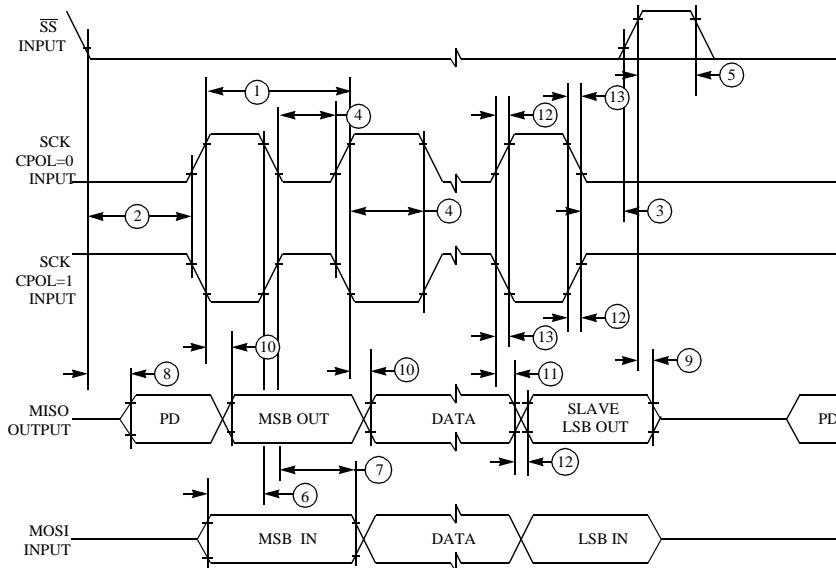 SS
INPUT
5
1
13
12
4
SCK
CPOL=0
INPUT
2
4
3
SCK
CPOL=1
INPUT
12
13
10
8
10
11
9
MISO
OUTPUT
PD
MSB OUT
DATA
SLAVE
LSB OUT
PD
12
7
6
MOSI
INPUT
MSB IN
DATA
LSB IN